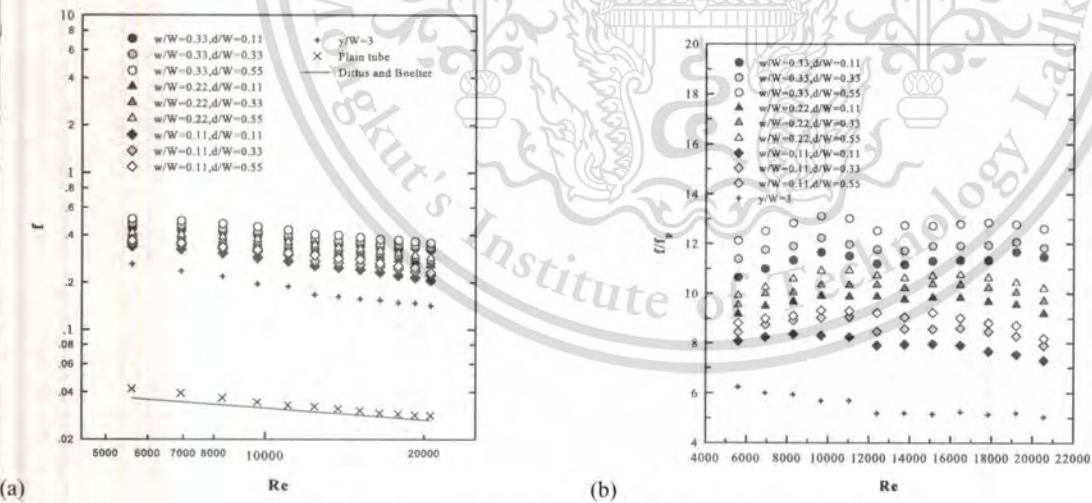 10
8
6
4
2
1
.8
.6
.4
.2
.1
.08
.06
.04
.02
f
w/W=0.33,d/W=0.11
w/W=0.33,d/W=0.33
w/W=0.33,d/W=0.55
w/W=0.22,d/W=0.11
w/W=0.22,d/W=0.33
w/W=0.22,d/W=0.55
w/W=0.11,d/W=0.11
w/W=0.11,d/W=0.33
w/W=0.11,d/W=0.55
y/W=3
Plain tube
Dittus and Boelter
5000 6000 7000 8000 10000 20000
(a) Re
20
18
16
14
12
10
8
6
4
f/fp
w/W=0.33,d/W=0.11
w/W=0.33,d/W=0.33
w/W=0.33,d/W=0.55
w/W=0.22,d/W=0.11
w/W=0.22,d/W=0.33
w/W=0.22,d/W=0.55
w/W=0.11,d/W=0.11
w/W=0.11,d/W=0.33
w/W=0.11,d/W=0.55
y/W=3
4000 6000 8000 10000 12000 14000 16000 18000 20000 22000
(b) Re
ngkut's Institute of Technology Ladk